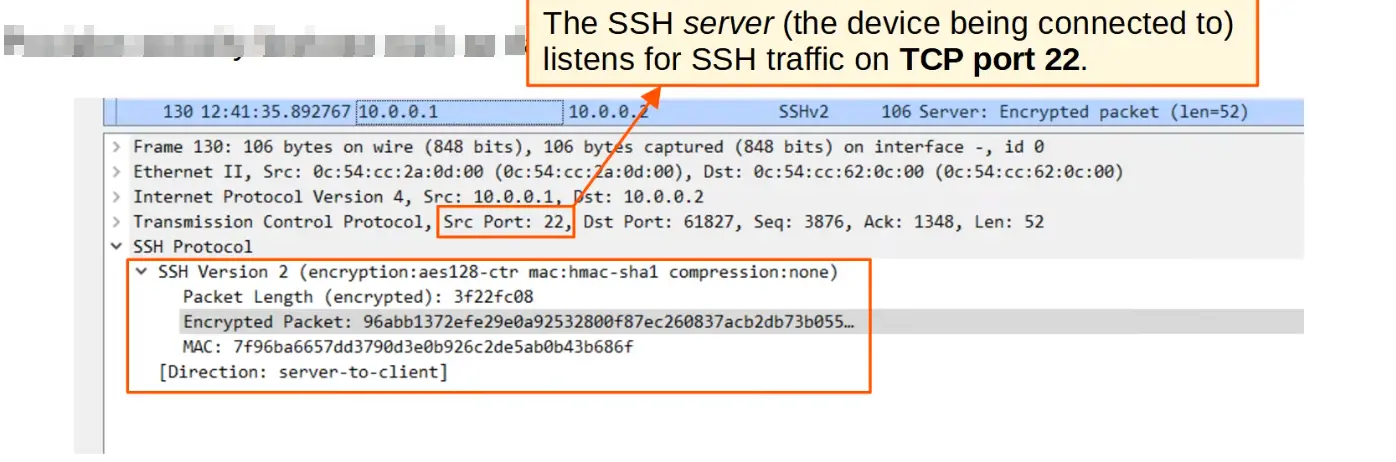 The SSH server (the device being connected to)
listens for SSH traffic on TCP port 22.
130 12:41:35.892767 10.0.0.1 10.0.0.2 SSHv2 106 Server: Encrypted packet (len=52)
Frame 130: 106 bytes on wire (848 bits), 106 bytes captured (848 bits) on interface -, id 0
Ethernet II, Src: 0c:54:cc:2a:0d:00 (0c:54:cc:2a:0d:00), Dst: 0c:54:cc:62:0c:00 (0c:54:cc:62:0c:00)
Internet Protocol Version 4, Src: 10.0.0.1, Dst: 10.0.0.2
Transmission Control Protocol, Src Port: 22, Dst Port: 61827, Seq: 3876, Ack: 1348, Len: 52
SSH Protocol
SSH Version 2 (encryption:aes128-ctr mac:hmac-sha1 compression:none)
Packet Length (encrypted): 3f22fc08
Encrypted Packet: 96abb1372efe29e0a92532800f87ec260837acb2db73b055…
MAC: 7f96ba6657dd3790d3e0b926c2de5ab0b43b686f
[Direction: server-to-client]